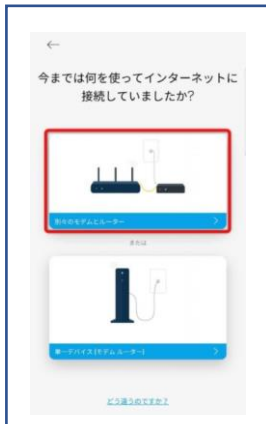 ←
今までは何を使ってインターネットに
接続していましたか?
別々のモデムとルーター
または
単一デバイス(モデム ルーター)
どう違うのですか?